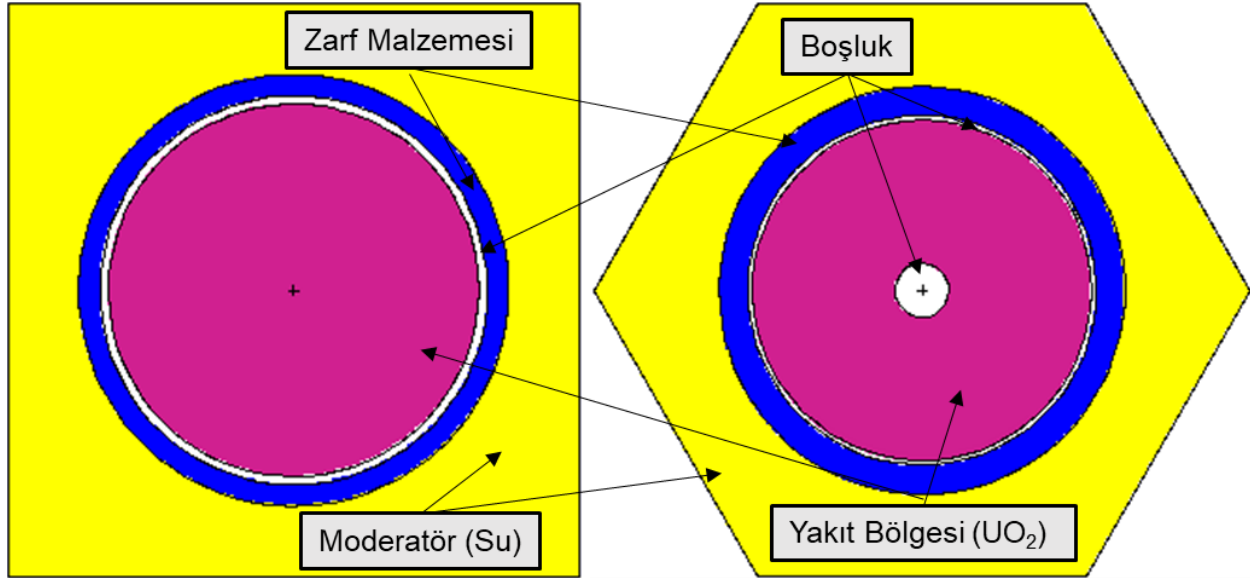 Zarf Malzemesi
Boşluk
Moderatör (Su)
Yakıt Bölgesi (UO₂)